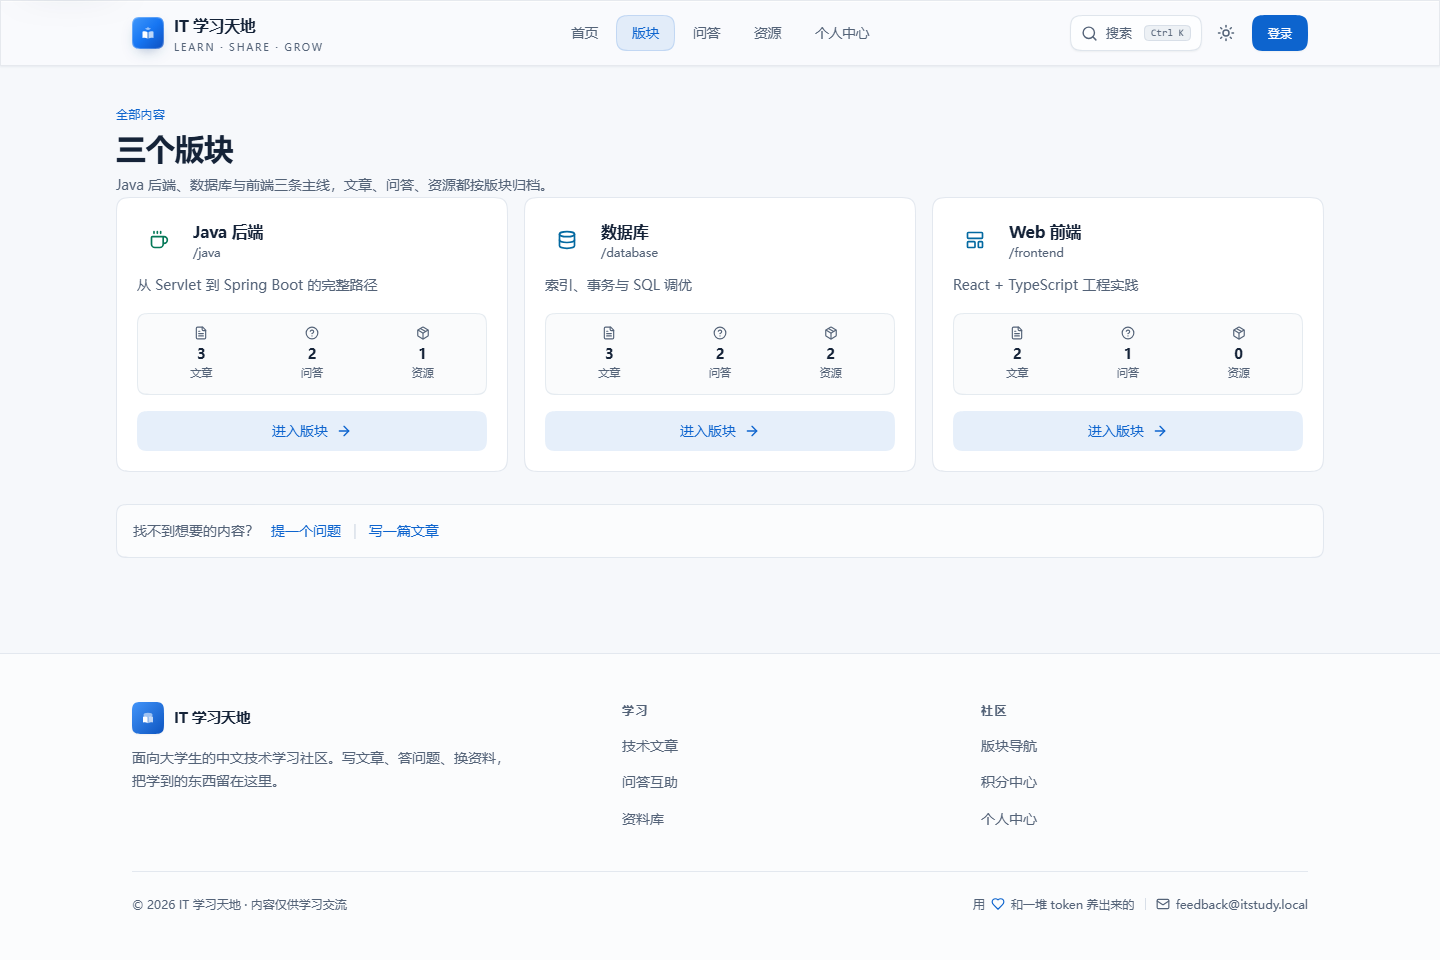 IT 学习天地
LEARN · SHARE · GROW
首页
版块
问答
资源
个人中心
搜索
Ctrl K
登录
全部内容
三个版块
Java 后端、数据库与前端三条主线，文章、问答、资源都按版块归档。
Java 后端
/java
从 Servlet 到 Spring Boot 的完整路径
3
文章
2
问答
1
资源
进入版块
数据库
/database
索引、事务与 SQL 调优
3
文章
2
问答
2
资源
进入版块
Web 前端
/frontend
React + TypeScript 工程实践
2
文章
1
问答
0
资源
进入版块
找不到想要的内容？ 提一个问题 | 写一篇文章
IT 学习天地
面向大学生的中文技术学习社区。写文章、答问题、换资料，
把学到的东西留在这里。
学习
技术文章
问答互助
资料库
社区
版块导航
积分中心
个人中心
© 2026 IT 学习天地 · 内容仅供学习交流
用 ♡ 和一堆 token 养出来的
feedback@itstudy.local